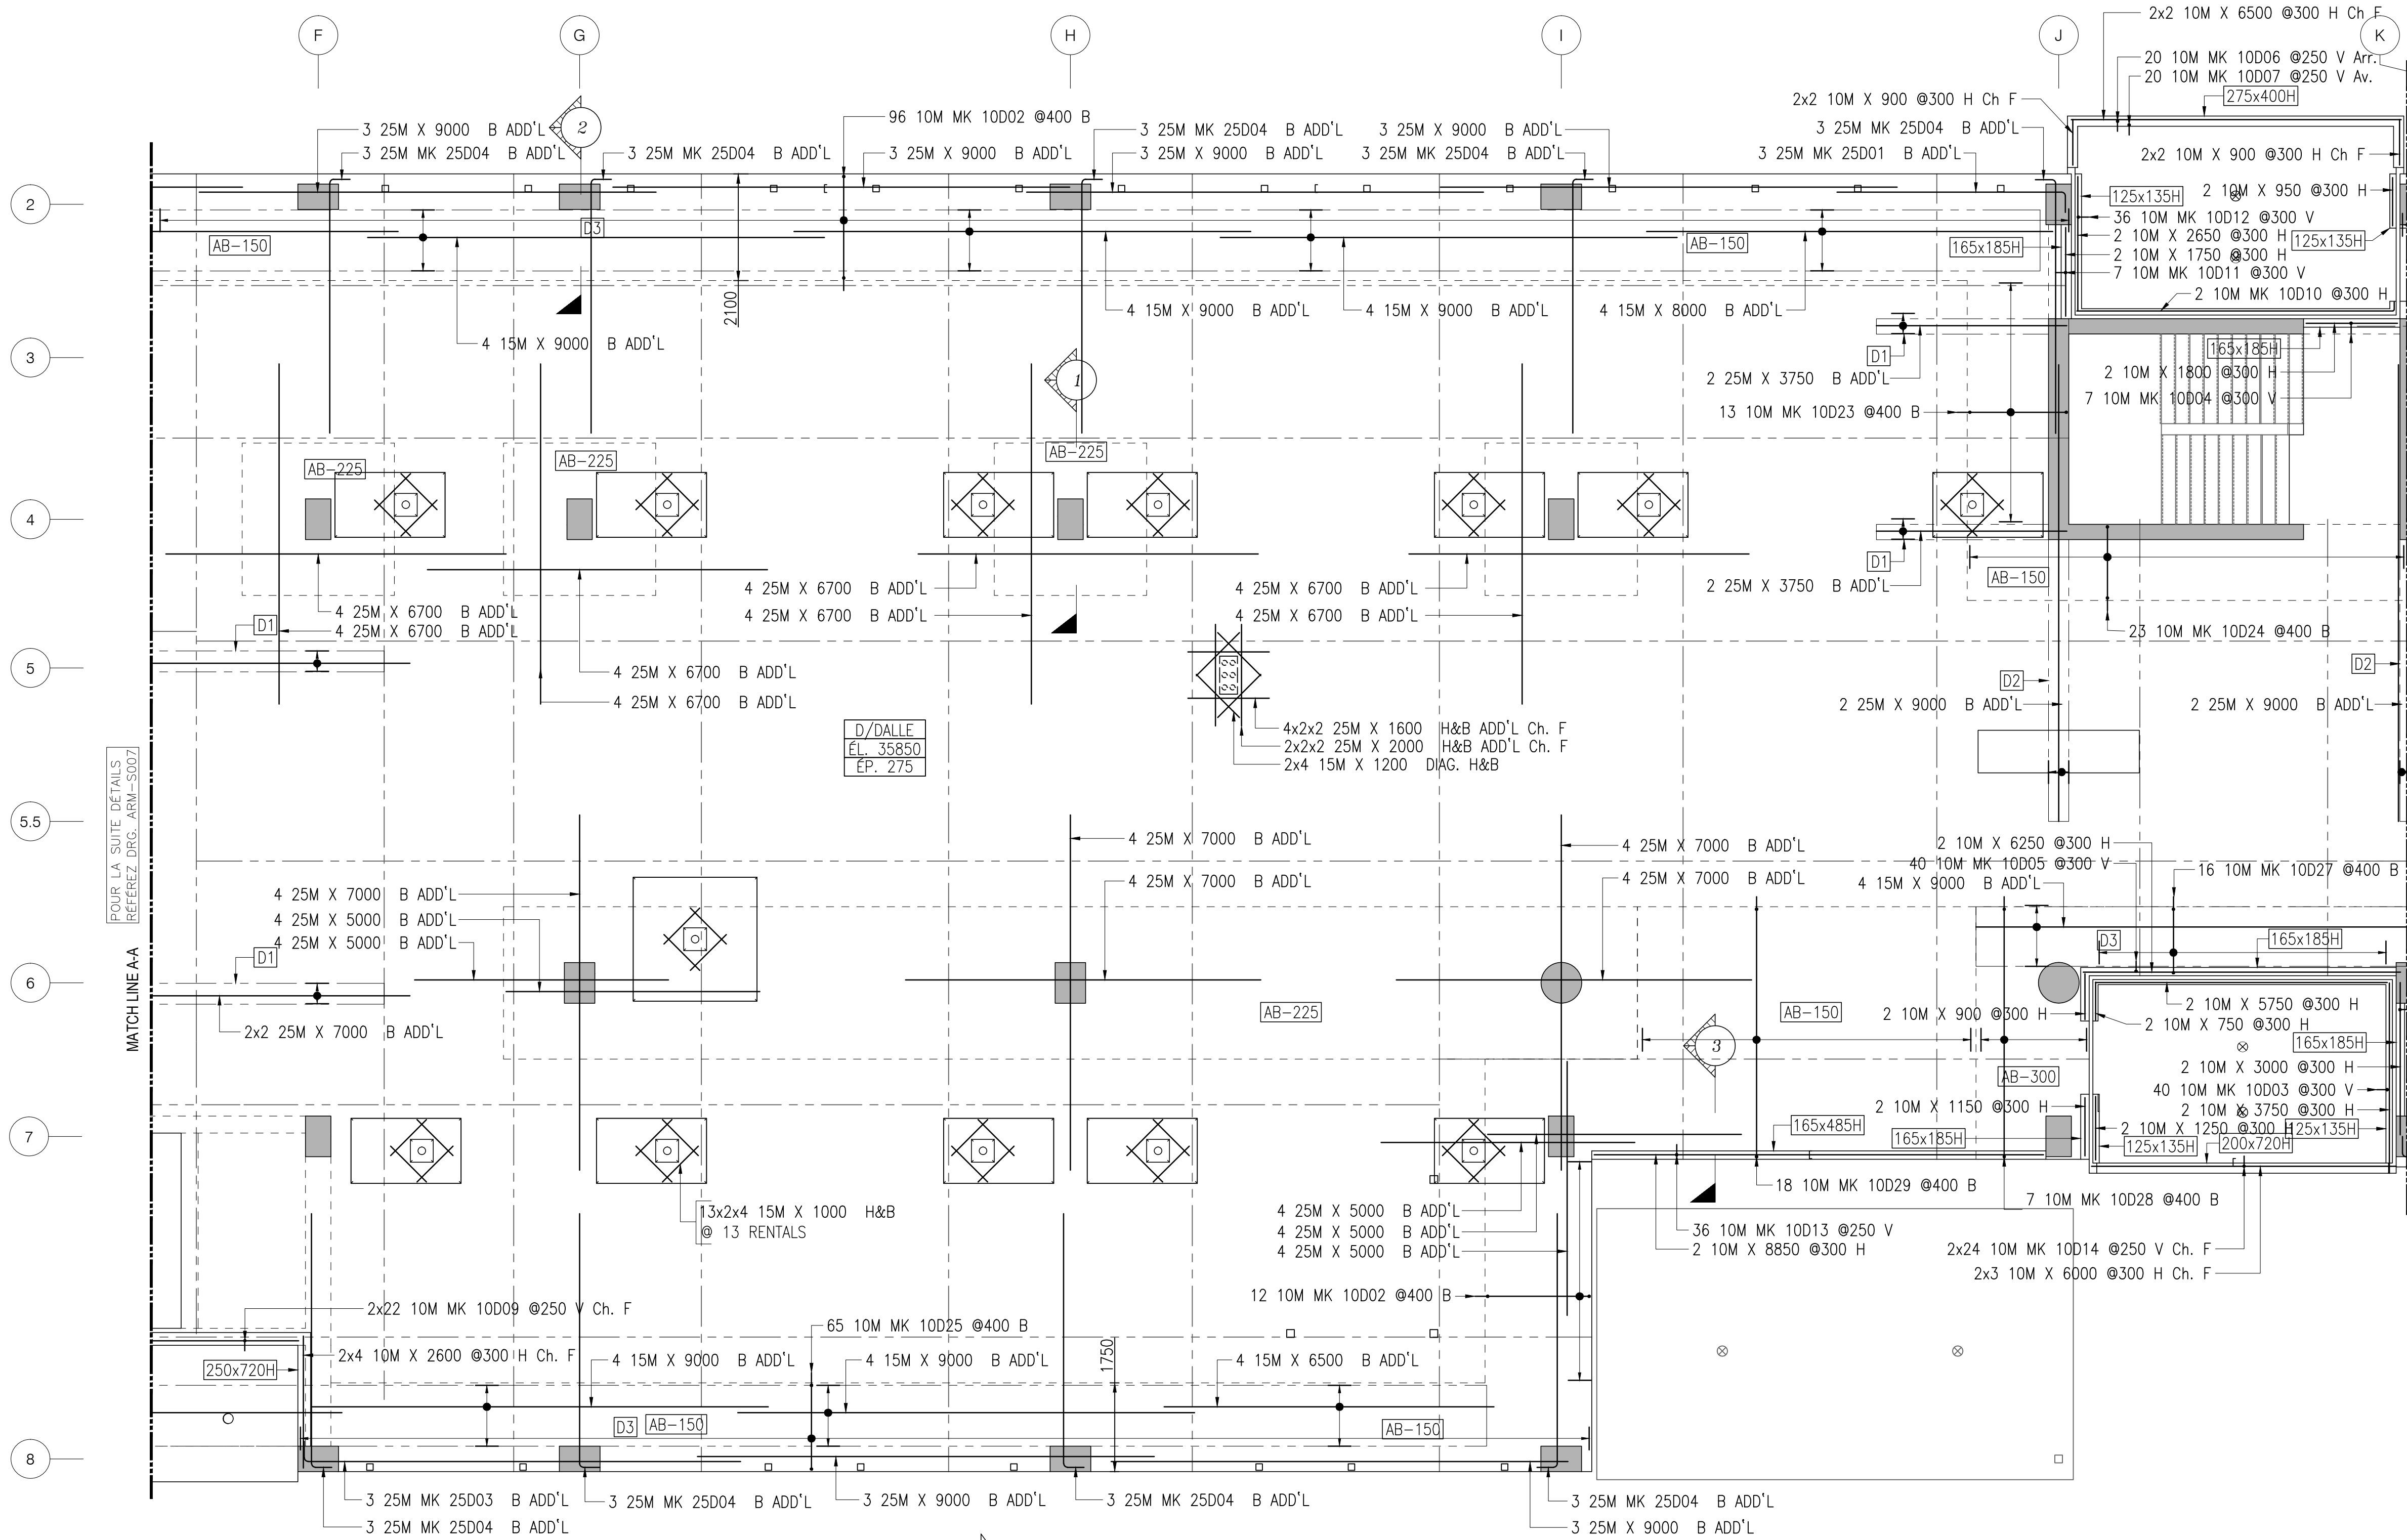 F
G
H
I
J
K
2x2 10M X 6500 @300 H Ch F
20 10M MK 10D06 @250 V Arr.
20 10M MK 10D07 @250 V Av.
275x400H
2x2 10M X 900 @300 H Ch F
3 25M MK 25D04 B ADD'L
3 25M MK 25D01 B ADD'L
2x2 10M X 900 @300 H Ch F
3 25M X 9000 B ADD'L
3 25M MK 25D04 B ADD'L
2
3 25M MK 25D04 B ADD'L
96 10M MK 10D02 @400 B
3 25M X 9000 B ADD'L
3 25M MK 25D04 B ADD'L
3 25M X 9000 B ADD'L
3 25M X 9000 B ADD'L
3 25M MK 25D04 B ADD'L
2
AB-150
D3
2100
AB-150
165x185H
125x135H
2 10M X 950 @300 H
36 10M MK 10D12 @300 V
2 10M X 2650 @300 H
125x135H
2 10M X 1750 @300 H
7 10M MK 10D11 @300 V
2 10M MK 10D10 @300 H
4 15M X 9000 B ADD'L
4 15M X 9000 B ADD'L
4 15M X 9000 B ADD'L
4 15M X 8000 B ADD'L
3
1
D1
2 25M X 3750 B ADD'L
13 10M MK 10D23 @400 B
165x185H
2 10M X 1800 @300 H
7 10M MK 10D04 @300 V
AB-225
AB-225
AB-225
4
D1
2 25M X 3750 B ADD'L
AB-150
4 25M X 6700 B ADD'L
4 25M X 6700 B ADD'L
4 25M X 6700 B ADD'L
4 25M X 6700 B ADD'L
4 25M X 6700 B ADD'L
4 25M X 6700 B ADD'L
23 10M MK 10D24 @400 B
D1
5
4 25M X 6700 B ADD'L
4 25M X 6700 B ADD'L
D2
D2
2 25M X 9000 B ADD'L
2 25M X 9000 B ADD'L
D/DALLE
ÉL. 35850
ÉP. 275
4x2x2 25M X 1600 H&B ADD'L Ch. F
2x2x2 25M X 2000 H&B ADD'L Ch. F
2x4 15M X 1200 DIAG. H&B
POUR LA SUITE DÉTAILS
RÉFÉREZ DRG. ARM-S007
MATCH LINE A-A
5.5
4 25M X 7000 B ADD'L
4 25M X 7000 B ADD'L
4 25M X 7000 B ADD'L
4 25M X 7000 B ADD'L
2 10M X 6250 @300 H
40 10M MK 10D05 @300 V
4 15M X 9000 B ADD'L
16 10M MK 10D27 @400 B
4 25M X 7000 B ADD'L
4 25M X 5000 B ADD'L
4 25M X 5000 B ADD'L
D1
D3
165x185H
6
2x2 25M X 7000 B ADD'L
AB-225
AB-150
3
2 10M X 900 @300 H
2 10M X 5750 @300 H
2 10M X 750 @300 H
165x185H
AB-300
2 10M X 3000 @300 H
40 10M MK 10D03 @300 V
2 10M X 3750 @300 H
2 10M X 1150 @300 H
2 10M X 1250 @300 H
125x135H
7
165x485H
165x185H
125x135H
200x720H
18 10M MK 10D29 @400 B
7 10M MK 10D28 @400 B
13x2x4 15M X 1000 H&B
@ 13 RENTALS
4 25M X 5000 B ADD'L
4 25M X 5000 B ADD'L
4 25M X 5000 B ADD'L
36 10M MK 10D13 @250 V
2 10M X 8850 @300 H
2x24 10M MK 10D14 @250 V Ch. F
2x3 10M X 6000 @300 H Ch. F
12 10M MK 10D02 @400 B
2x22 10M MK 10D09 @250 V Ch. F
65 10M MK 10D25 @400 B
2x4 10M X 2600 @300 H Ch. F
250x720H
4 15M X 9000 B ADD'L
4 15M X 9000 B ADD'L
1750
4 15M X 6500 B ADD'L
D3
AB-150
AB-150
8
3 25M MK 25D03 B ADD'L
3 25M MK 25D04 B ADD'L
3 25M MK 25D04 B ADD'L
3 25M X 9000 B ADD'L
3 25M MK 25D04 B ADD'L
3 25M MK 25D04 B ADD'L
3 25M X 9000 B ADD'L